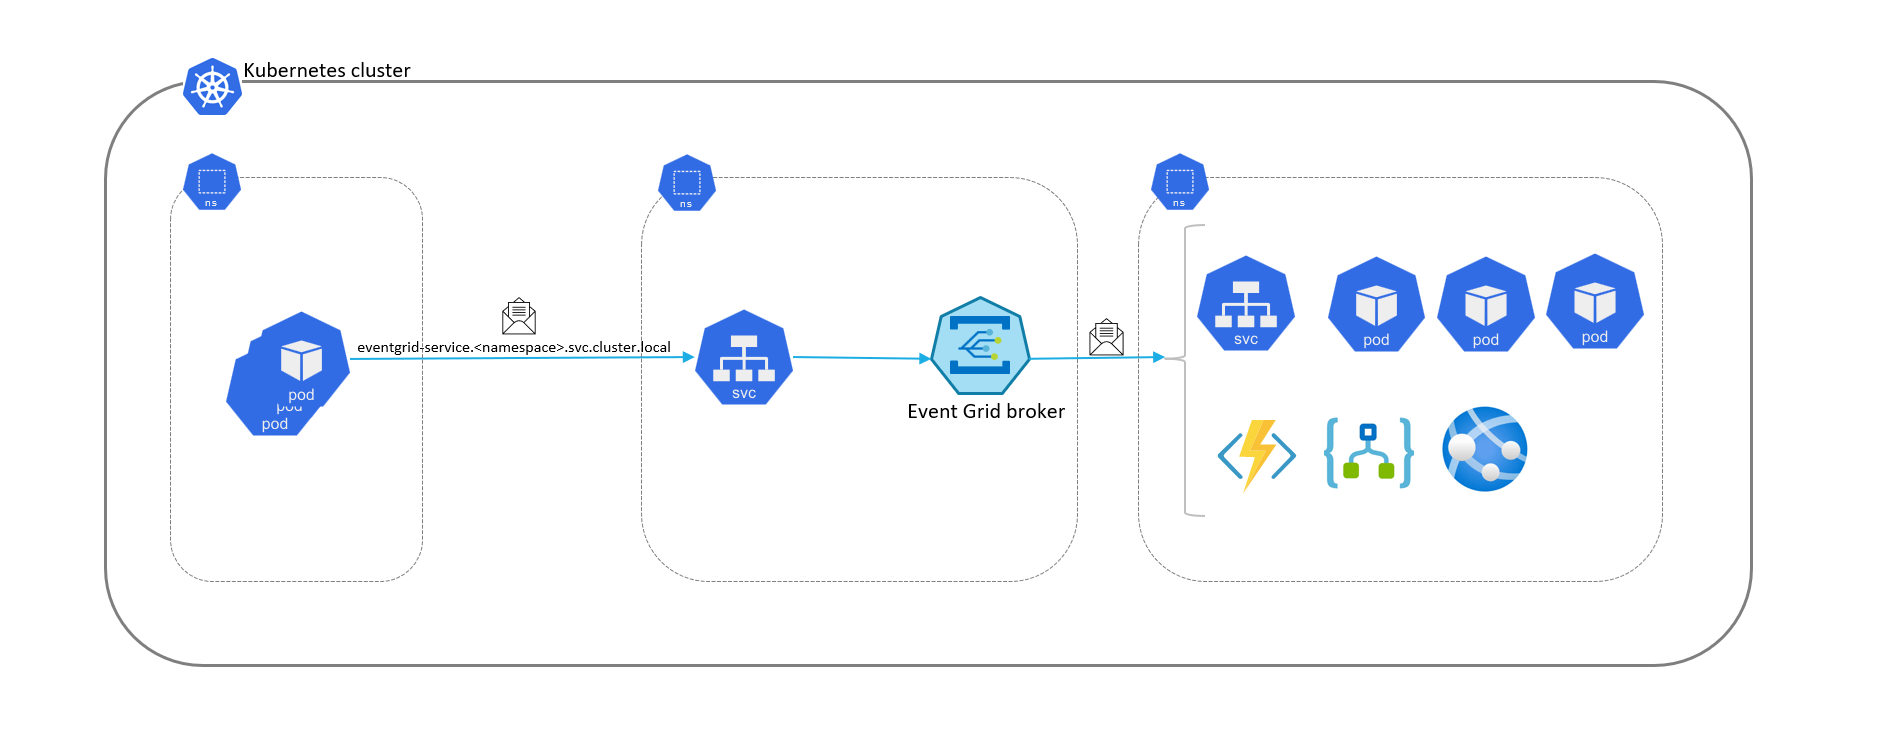 Kubernetes cluster
ns
ns
ns
eventgrid-service.<namespace>.svc.cluster.local
pod
pod
pod
svc
Event Grid broker
svc
pod
pod
pod